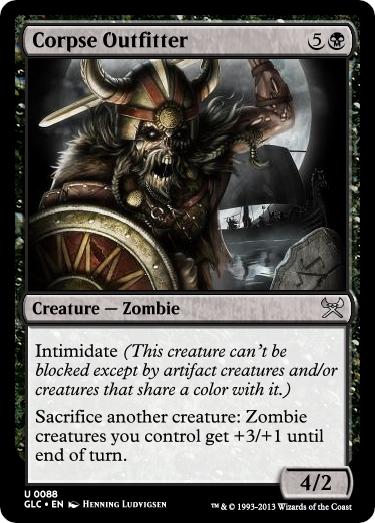 Corpse Outfitter 5
Creature — Zombie
Intimidate (This creature can't be
blocked except by artifact creatures and/or
creatures that share a color with it.)
Sacrifice another creature: Zombie
creatures you control get +3/+1 until
end of turn.
4/2
U 0088
GLC • EN Henning Ludvigsen
™ & © 1993-2013 Wizards of the Coast